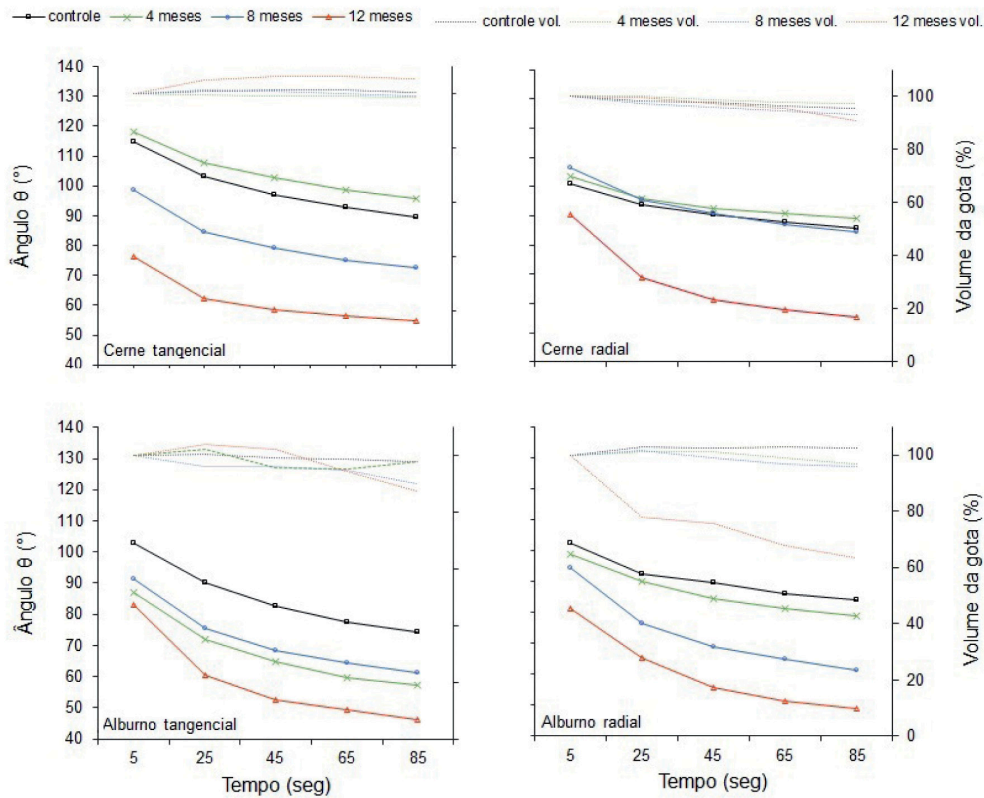 controle 4 meses 8 meses 12 meses controle vol. 4 meses vol. 8 meses vol. 12 meses vol.
140
130
120
110
100
90
80
70
60
50
40
Ângulo θ (°)
Cerne tangencial
100
80
60
40
20
0
Volume da gota (%)
Cerne radial
140
130
120
110
100
90
80
70
60
50
40
Ângulo θ (°)
Alburno tangencial
5 25 45 65 85
Tempo (seg)
100
80
60
40
20
0
Volume da gota (%)
Alburno radial
5 25 45 65 85
Tempo (seg)